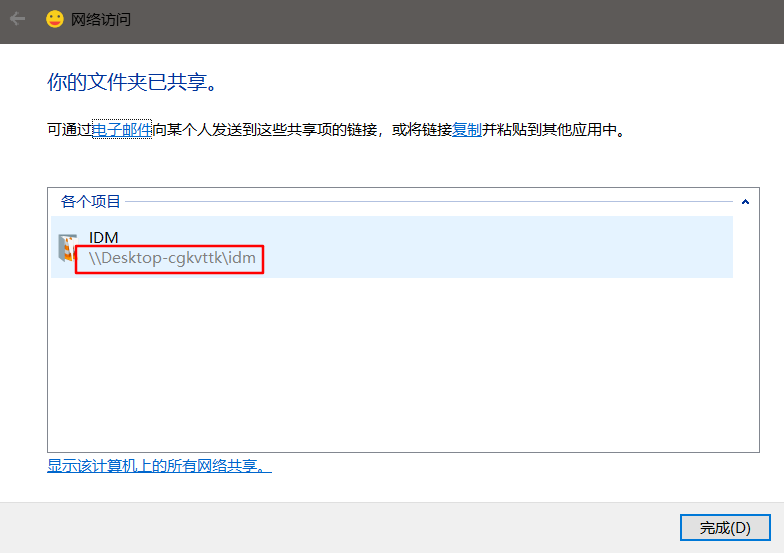 网络访问
你的文件夹已共享。
可通过电子邮件向某个人发送到这些共享项的链接，或将链接复制并粘贴到其他应用中。
各个项目
IDM
\\Desktop-cgkvttk\idm
显示该计算机上的所有网络共享。
完成(D)